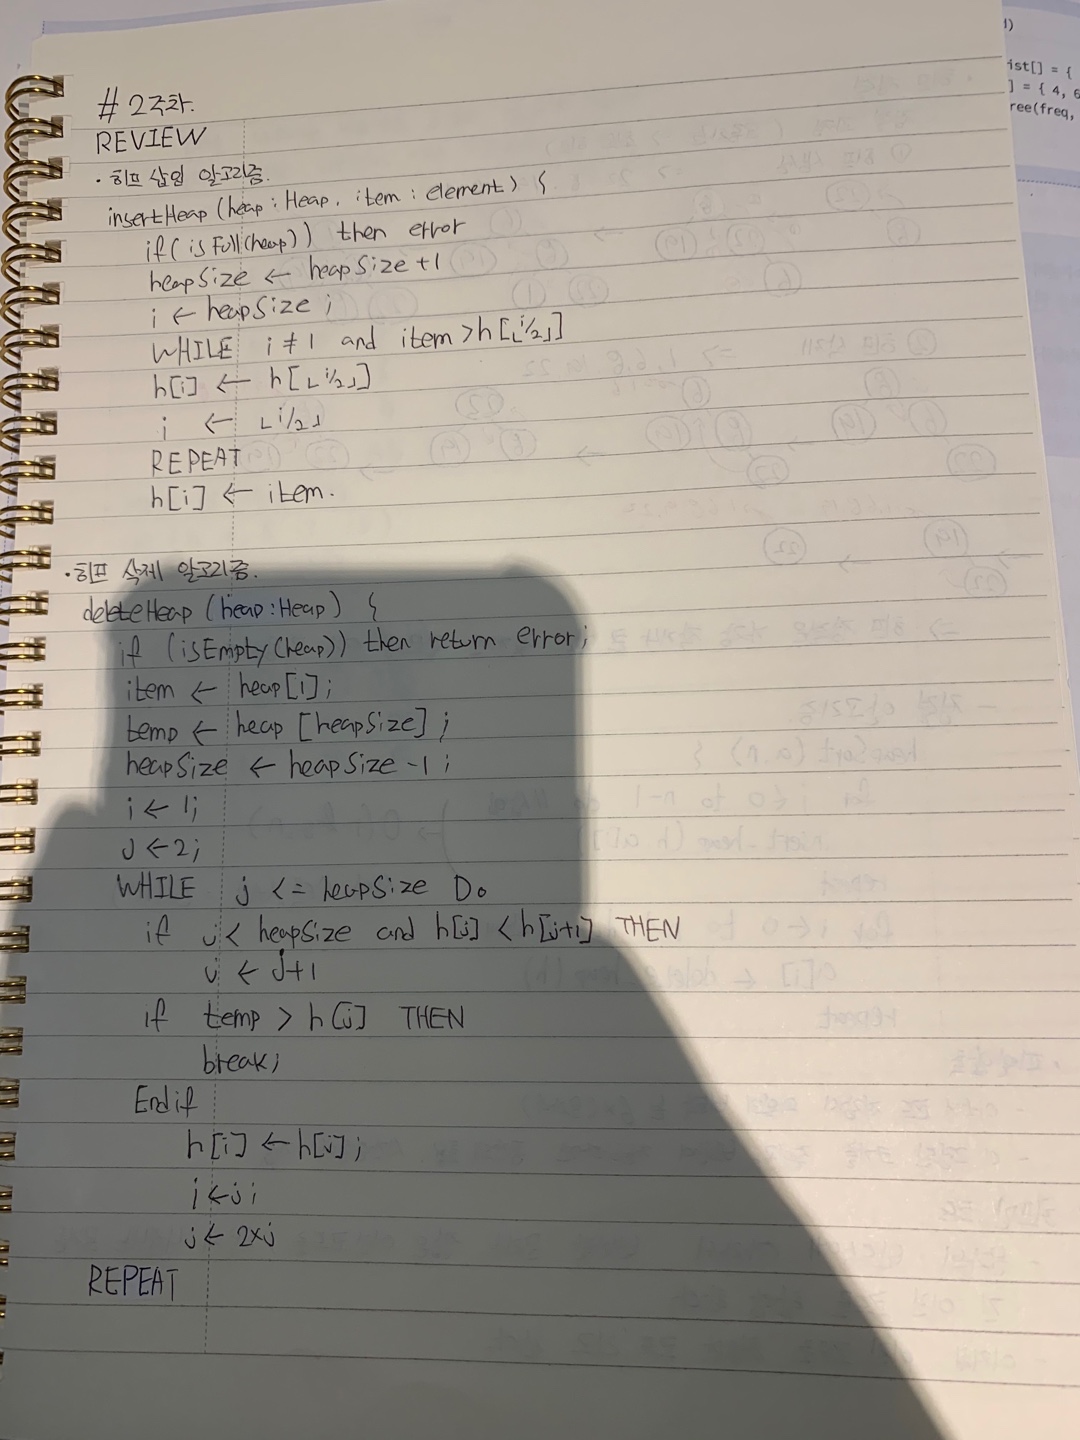 # 2주차.
REVIEW
· 히프 삽입 알고리즘.
insertHeap (heap : Heap, item : element) {
if (isFull(heap)) then error
heapSize ← heapSize +1
i ← heapSize ;
WHILE i ≠ 1 and item > h[⌊i/2⌋]
h[i] ← h[⌊i/2⌋]
i ← ⌊i/2⌋
REPEAT
h[i] ← item.
· 히프 삭제 알고리즘.
deleteHeap (heap : Heap) {
if (isEmpty(heap)) then return error;
item ← heap[1];
temp ← heap [heapSize] ;
heapSize ← heapSize -1 ;
i ← 1;
J ← 2;
WHILE j <= heapSize Do
if j < heapSize and h[j] < h[j+1] THEN
j ← j+1
if temp > h[j] THEN
break;
Endif
h[i] ← h[j] ;
i ← j ;
j ← 2×j
REPEAT
ist[] = {
] = { 4, 6
ree(freq,